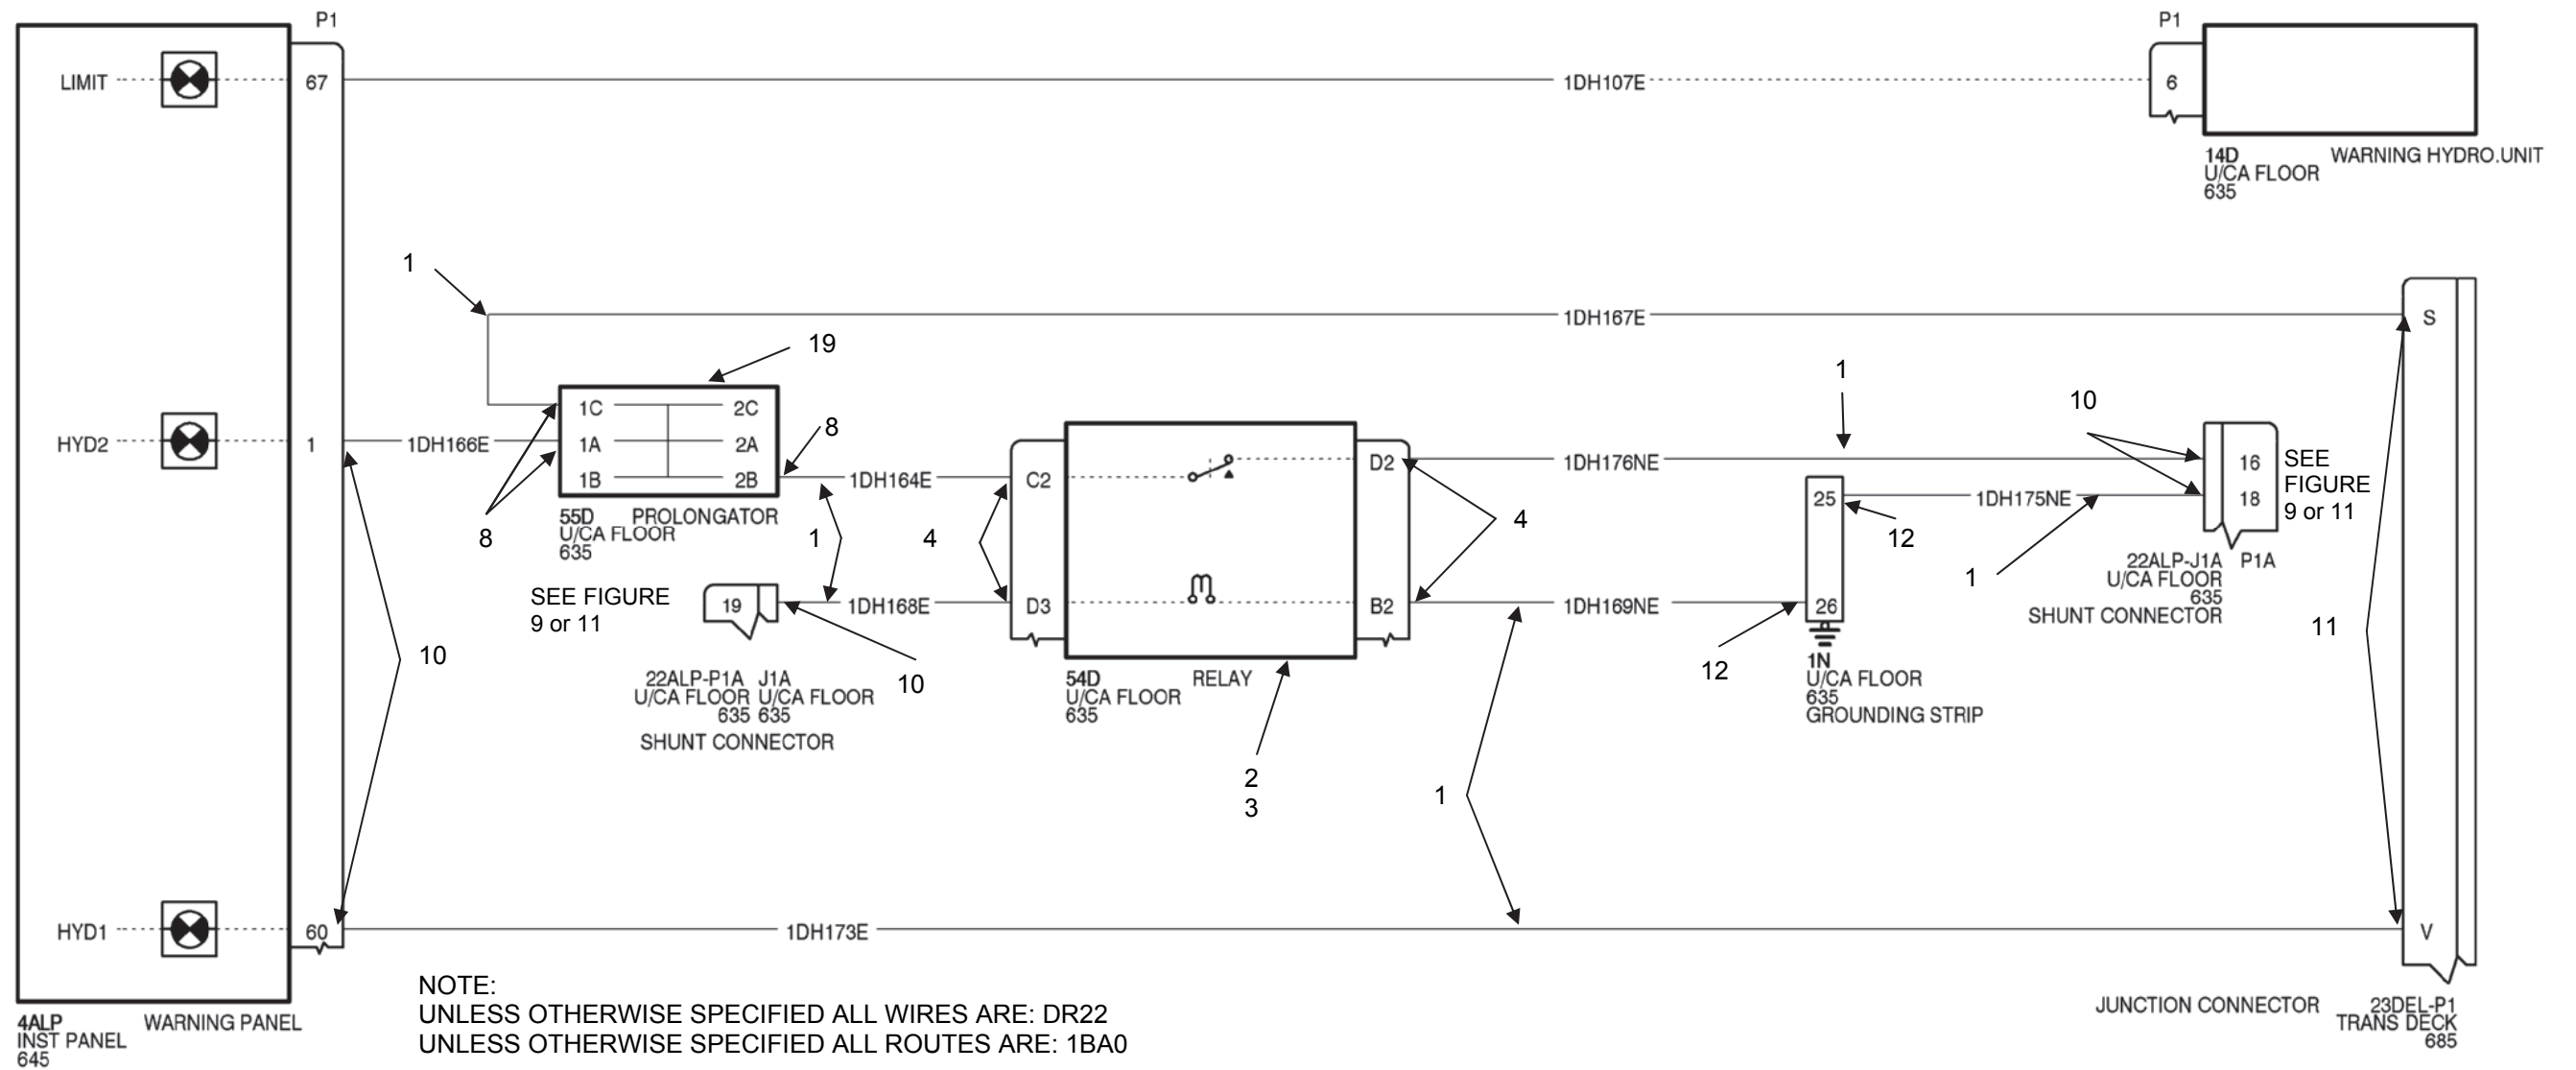 P1
P1
LIMIT
67
1DH107E
6
14D WARNING HYDRO.UNIT
U/CA FLOOR
635
1
1DH167E
S
19
1
10
1C 2C
8
HYD2
1
1DH166E
1A 2A
1B 2B
1DH164E
C2
D2
1DH176NE
16
SEE
FIGURE
9 or 11
25
1DH175NE
18
55D PROLONGATOR
U/CA FLOOR
635
8
1
4
4
12
22ALP-J1A P1A
U/CA FLOOR
635
SHUNT CONNECTOR
1
SEE FIGURE
9 or 11
19
1DH168E
D3
B2
1DH169NE
26
11
10
10
12
1N
U/CA FLOOR
635
GROUNDING STRIP
22ALP-P1A J1A
U/CA FLOOR U/CA FLOOR
635 635
SHUNT CONNECTOR
54D RELAY
U/CA FLOOR
635
2
3
1
HYD1
60
1DH173E
V
NOTE:
UNLESS OTHERWISE SPECIFIED ALL WIRES ARE: DR22
UNLESS OTHERWISE SPECIFIED ALL ROUTES ARE: 1BA0
4ALP WARNING PANEL
INST PANEL
645
JUNCTION CONNECTOR 23DEL-P1
TRANS DECK
685